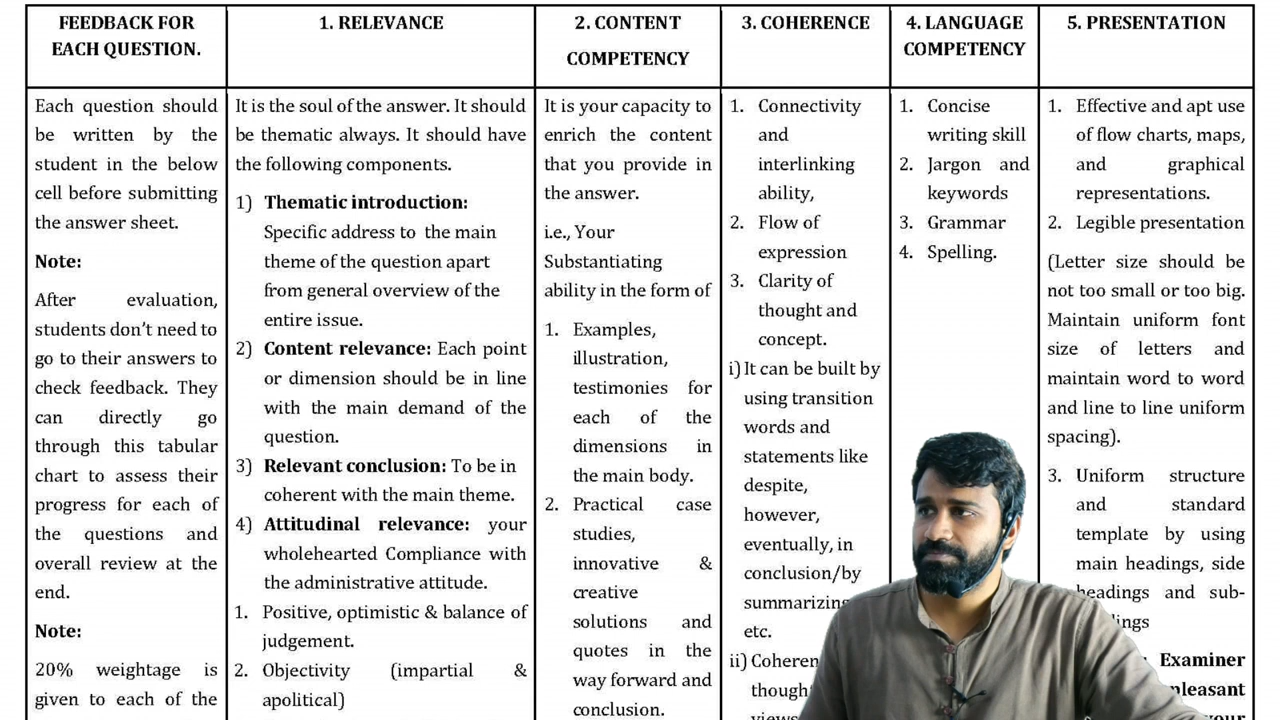 FEEDBACK FOR
EACH QUESTION.
1. RELEVANCE
2. CONTENT
COMPETENCY
3. COHERENCE
4. LANGUAGE
COMPETENCY
5. PRESENTATION
Each question should
be written by the
student in the below
cell before submitting
the answer sheet.
Note:
After evaluation,
students don't need to
go to their answers to
check feedback. They
can directly go
through this tabular
chart to assess their
progress for each of
the questions and
overall review at the
end.
Note:
20% weightage is
given to each of the
It is the soul of the answer. It should
be thematic always. It should have
the following components.
1) Thematic introduction:
Specific address to the main
theme of the question apart
from general overview of the
entire issue.
2) Content relevance: Each point
or dimension should be in line
with the main demand of the
question.
3) Relevant conclusion: To be in
coherent with the main theme.
4) Attitudinal relevance: your
wholehearted Compliance with
the administrative attitude.
1. Positive, optimistic & balance of
judgement.
2. Objectivity (impartial &
apolitical)
It is your capacity to
enrich the content
that you provide in
the answer.
i.e., Your
Substantiating
ability in the form of
1. Examples,
illustration,
testimonies for
each of the
dimensions in
the main body.
2. Practical case
studies,
innovative &
creative
solutions and
quotes in the
way forward and
conclusion.
1. Connectivity
and
interlinking
ability,
2. Flow of
expression
3. Clarity of
thought and
concept.
i) It can be built by
using transition
words and
statements like
despite,
however,
eventually, in
conclusion/by
summarizing
etc.
ii)
1. Concise
writing skill
2. Jargon and
keywords
3. Grammar
4. Spelling.
1. Effective and apt use
of flow charts, maps,
and graphical
representations.
2. Legible presentation
(Letter size should be
not too small or too big.
Maintain uniform font
size of letters and
maintain word to word
and line to line uniform
spacing).
3. Uniform structure
and standard
template by using
main headings, side
headings and sub-
Examiner